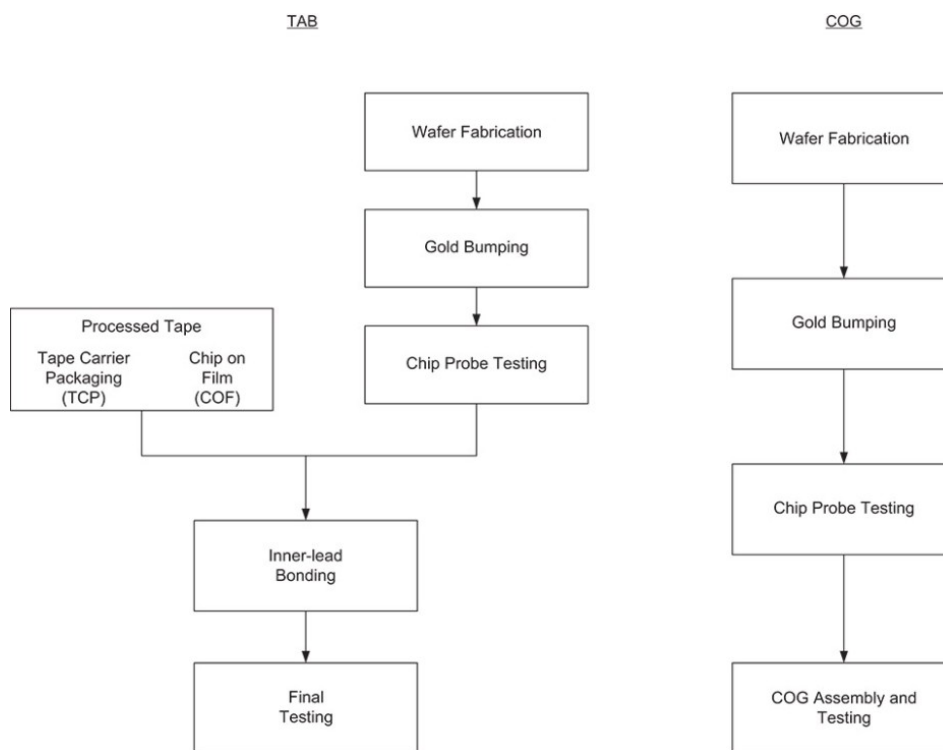 TAB
Wafer Fabrication
Gold Bumping
Processed Tape
Tape Carrier
Packaging
(TCP)
Chip on
Film
(COF)
Chip Probe Testing
Inner-lead
Bonding
Final
Testing
COG
Wafer Fabrication
Gold Bumping
Chip Probe Testing
COG Assembly and
Testing